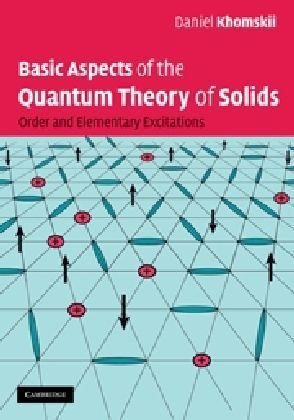 Daniel Khomskii
Basic Aspects of the
Quantum Theory of Solids
Order and Elementary Excitations
CAMBRIDGE